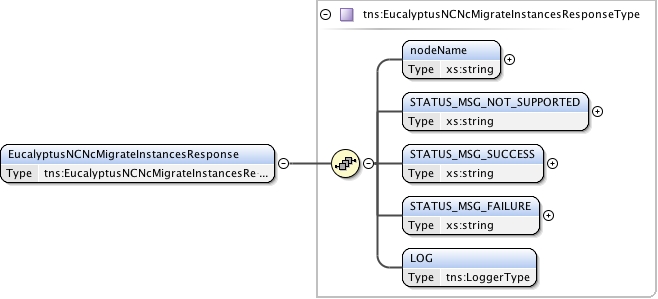 tns:EucalyptusNCNcMigrateInstancesResponseType
nodeName
Type xs:string
STATUS_MSG_NOT_SUPPORTED
Type xs:string
EucalyptusNCNcMigrateInstancesResponse
Type tns:EucalyptusNCNcMigrateInstancesRe...
STATUS_MSG_SUCCESS
Type xs:string
STATUS_MSG_FAILURE
Type xs:string
LOG
Type tns:LoggerType